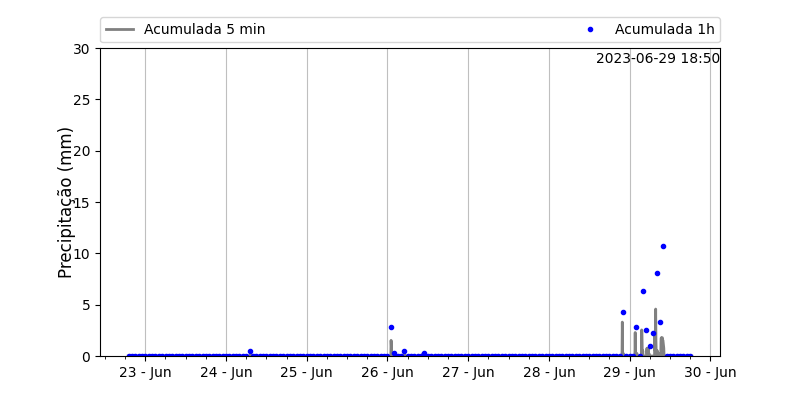 Acumulada 5 min
Acumulada 1h
2023-06-29 18:50
Precipitação (mm)
30
25
20
15
10
5
0
23 - Jun
24 - Jun
25 - Jun
26 - Jun
27 - Jun
28 - Jun
29 - Jun
30 - Jun